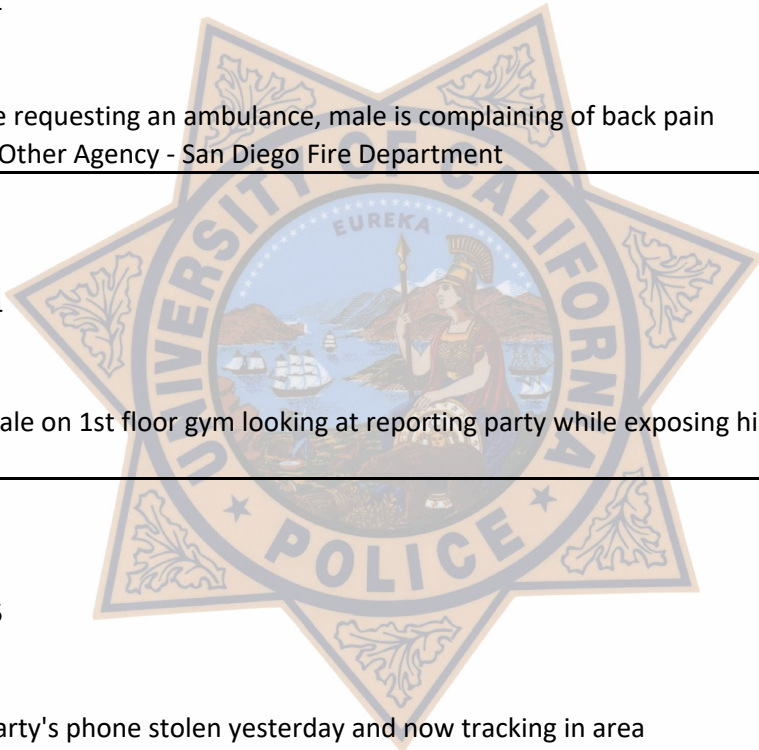 e requesting an ambulance, male is complaining of back pain
Other Agency - San Diego Fire Department
UNIVERSITY OF CALIFORNIA
EUREKA
ale on 1st floor gym looking at reporting party while exposing hi
POLICE
arty's phone stolen yesterday and now tracking in area